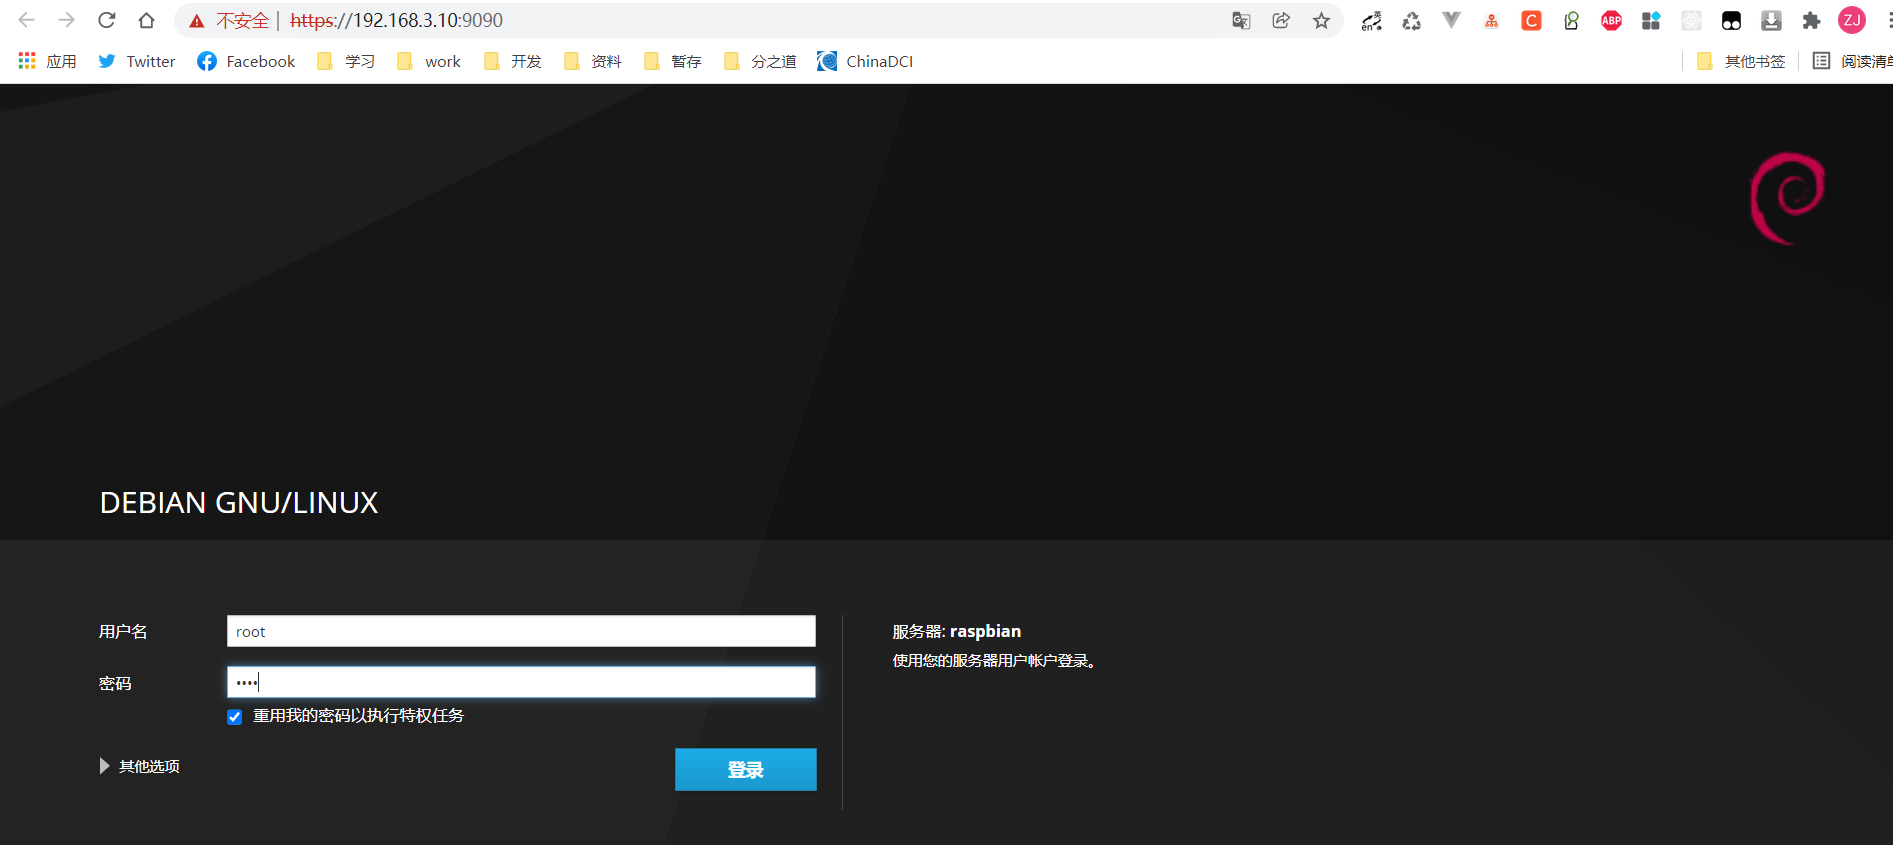 不安全 | https://192.168.3.10:9090
应用 Twitter Facebook 学习 work 开发 资料 暂存 分之道 ChinaDCI 其他书签
DEBIAN GNU/LINUX
用户名 root
密码 ••••
重用我的密码以执行特权任务
其他选项
登录
服务器: raspbian
使用您的服务器用户帐户登录。
en 英
C
ABP
ZJ
阅读清单